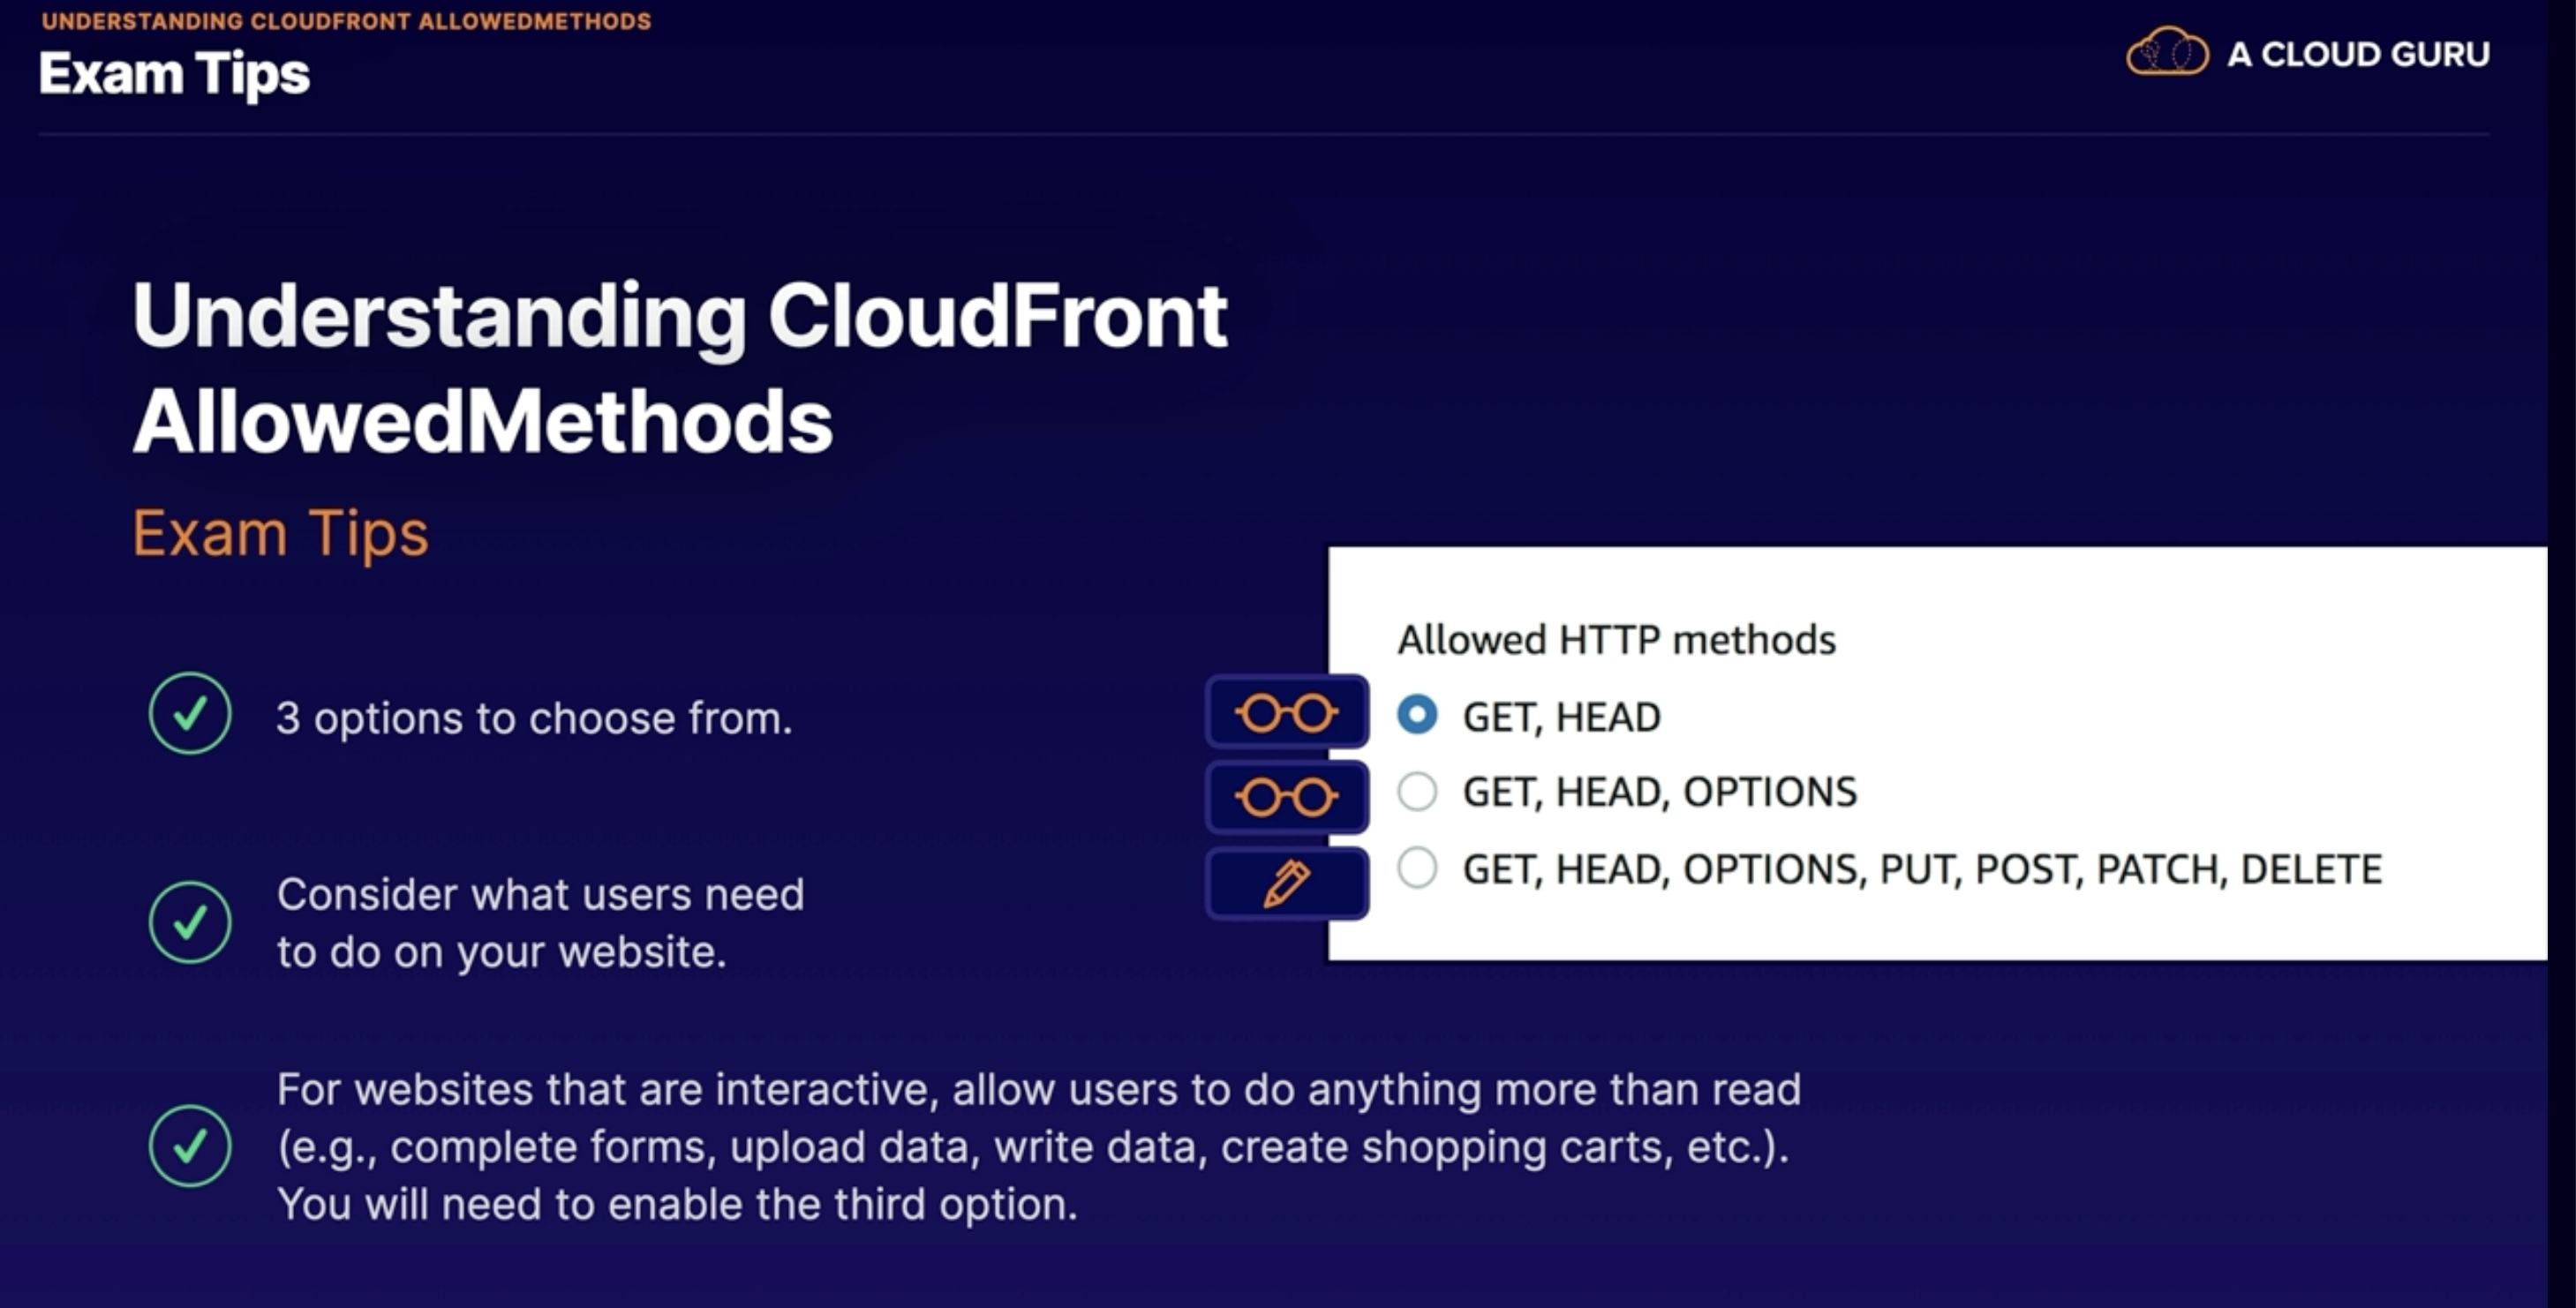 UNDERSTANDING CLOUDFRONT ALLOWEDMETHODS
Exam Tips
A CLOUD GURU
Understanding CloudFront
AllowedMethods
Exam Tips
3 options to choose from.
Consider what users need
to do on your website.
For websites that are interactive, allow users to do anything more than read
(e.g., complete forms, upload data, write data, create shopping carts, etc.).
You will need to enable the third option.
Allowed HTTP methods
GET, HEAD
GET, HEAD, OPTIONS
GET, HEAD, OPTIONS, PUT, POST, PATCH, DELETE